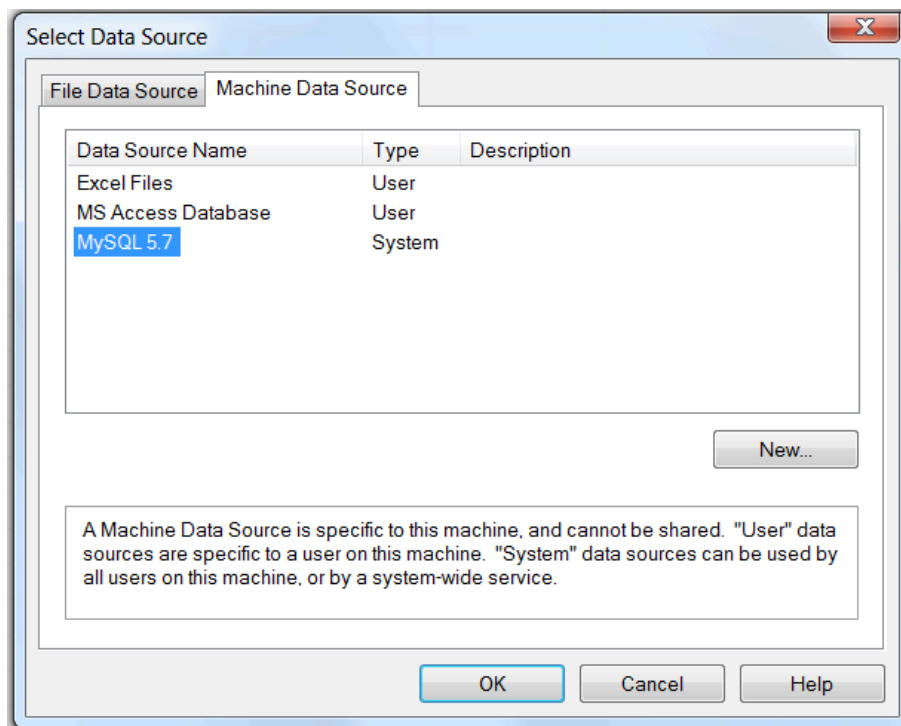 Select Data Source
File Data Source Machine Data Source
Data Source Name Type Description
Excel Files User
MS Access Database User
MySQL 5.7 System
New...
A Machine Data Source is specific to this machine, and cannot be shared. "User" data
sources are specific to a user on this machine. "System" data sources can be used by
all users on this machine, or by a system-wide service.
OK Cancel Help